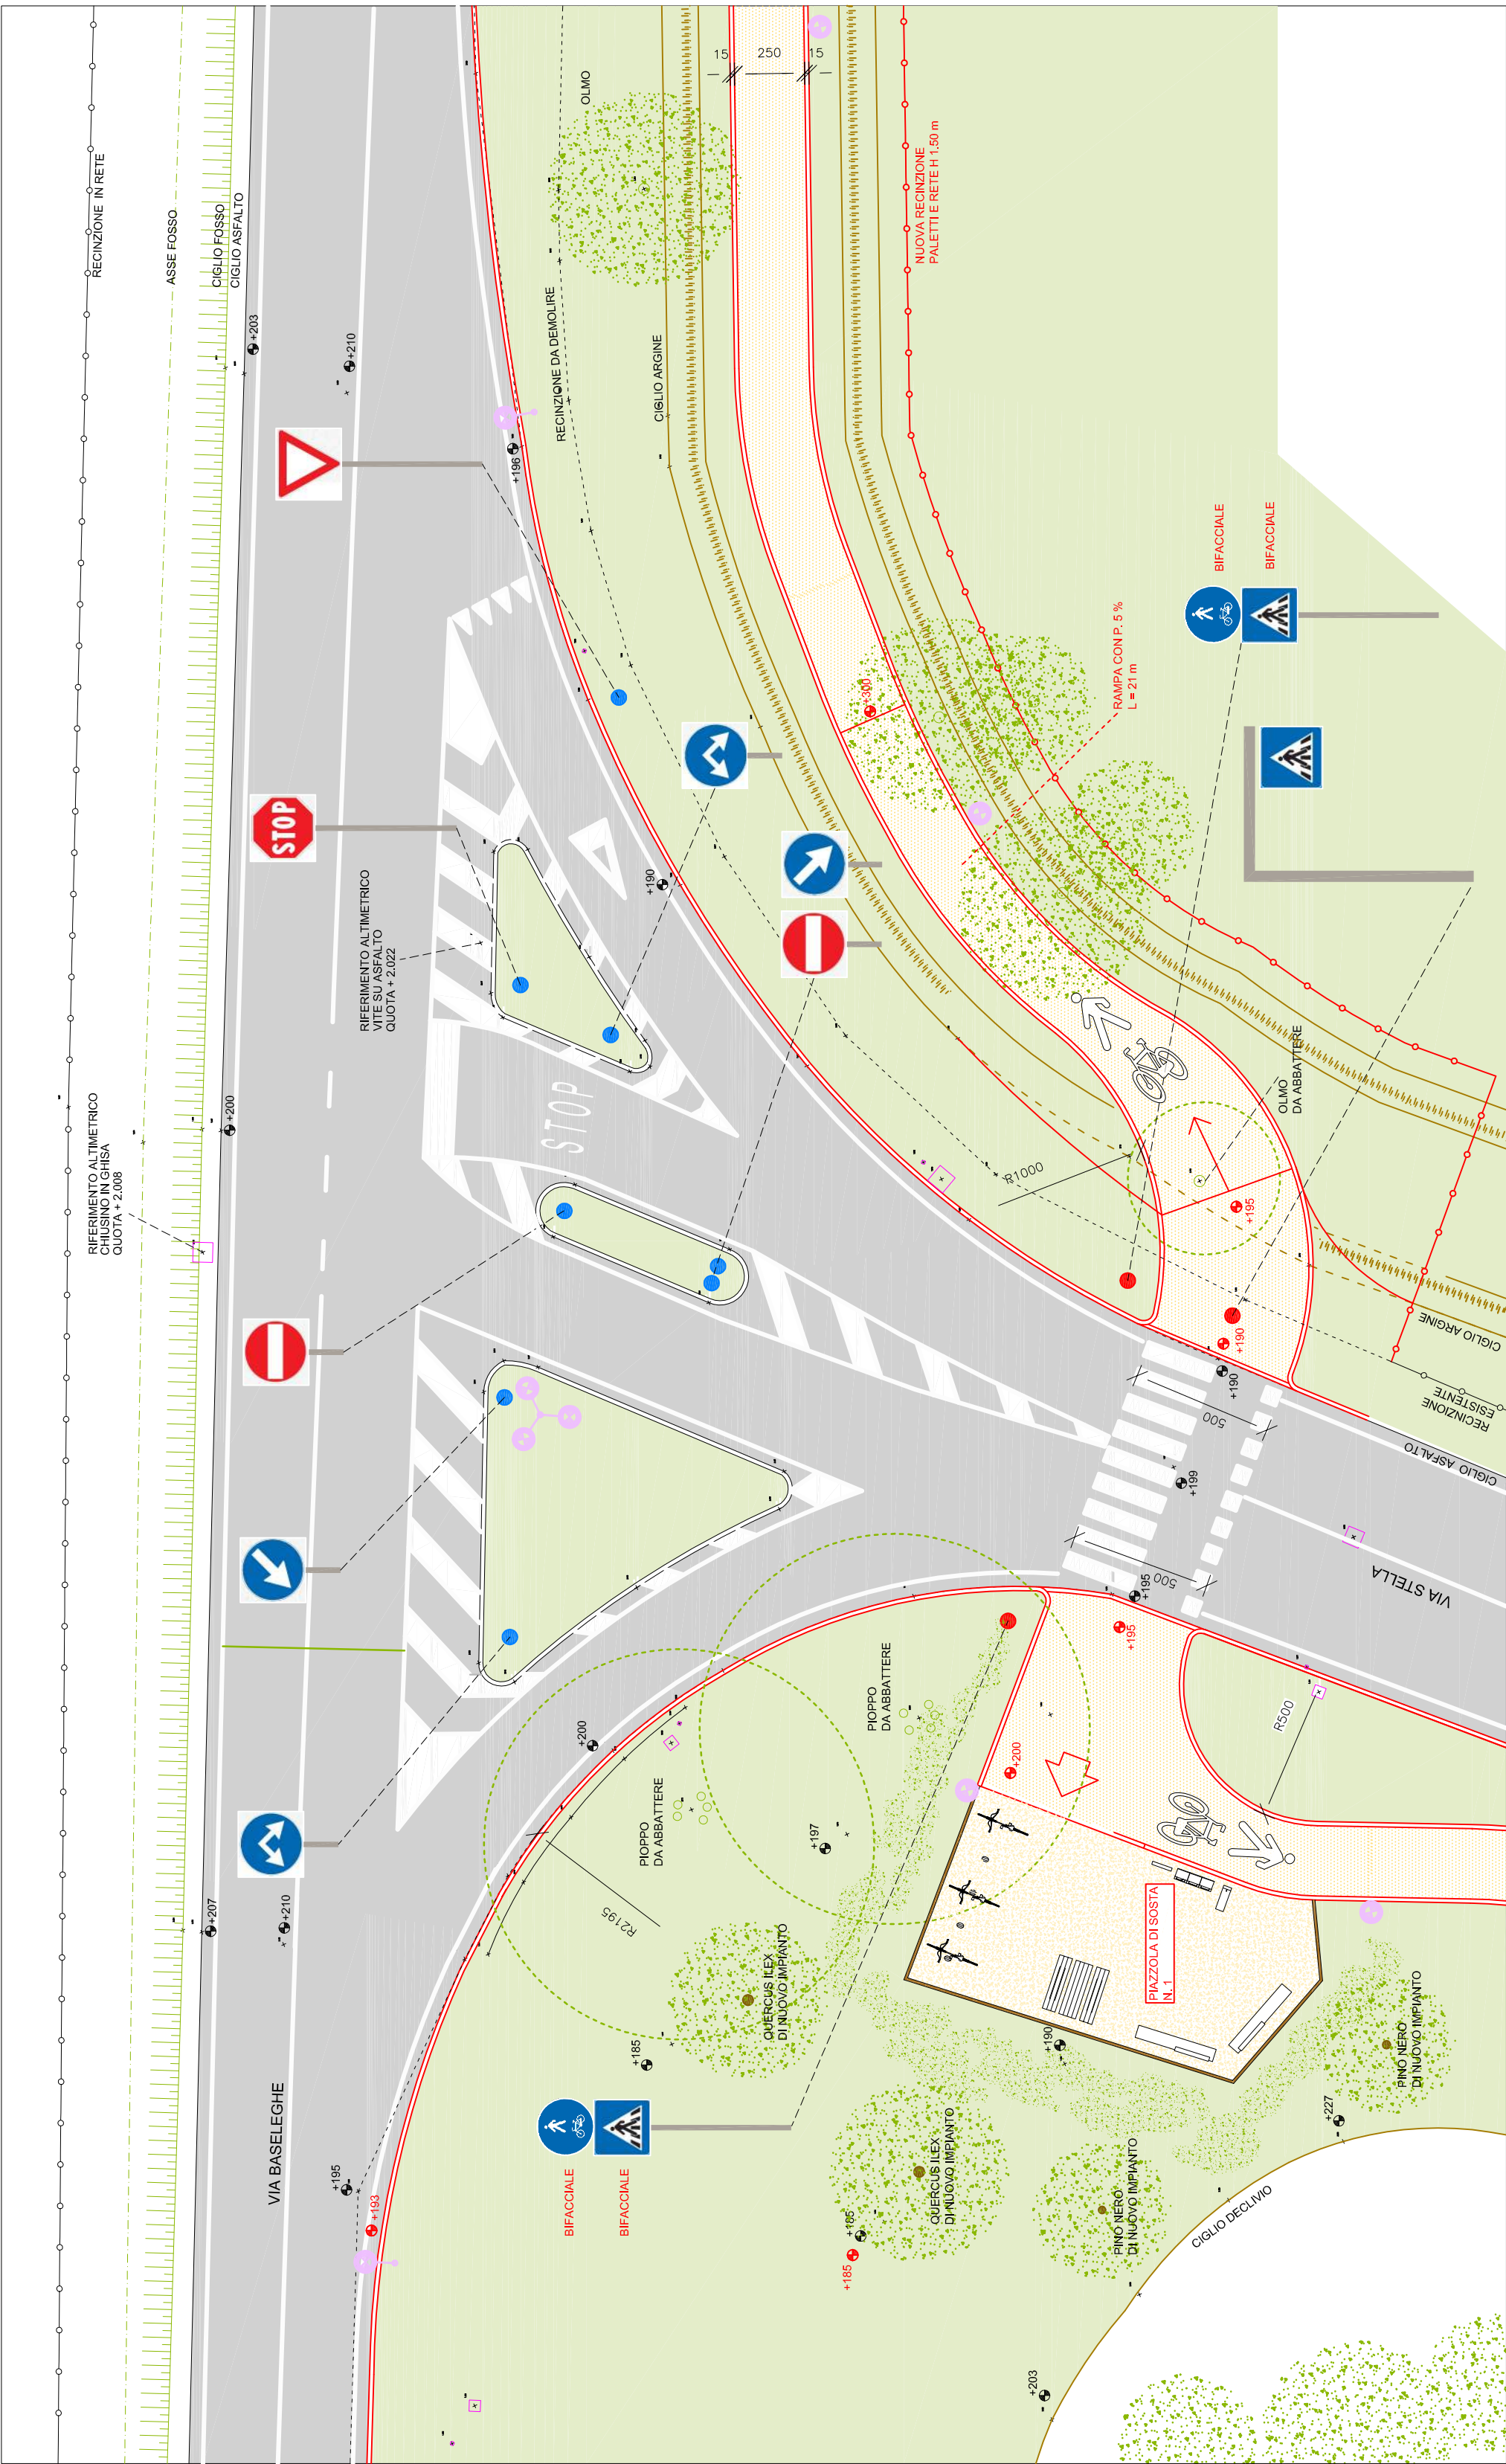 RECINZIONE IN RETE
ASSE FOSSO
CIGLIO FOSSO
CIGLIO ASFALTO
+203
+210
+196
OLMO
RECINZIONE DA DEMOLIRE
CIGLIO ARGINE
15
250
15
NUOVA RECINZIONE
PALETTI E RETE H 1.50 m
STOP
RIFERIMENTO ALTIMETRICO
VITE SU ASFALTO
QUOTA + 2.022
+190
+300
RAMPA CON P. 5 %
L = 21 m
BIFACCIALE
BIFACCIALE
RIFERIMENTO ALTIMETRICO
CHIUSINO IN GHISA
QUOTA + 2.008
+200
STOP
R1000
OLMO
DA ABBATTERE
+195
+190
+190
CIGLIO ARGINE
RECINZIONE
ESISTENTE
CIGLIO ASFALTO
500
+199
500
+195
+195
VIA STELLA
R500
+200
PIOPPO
DA ABBATTERE
+200
PIOPPO
DA ABBATTERE
+197
R2195
+207
+210
QUERCUS ILEX
DI NUOVO IMPIANTO
+185
+190
PIAZZOLA DI SOSTA
N. 1
PINO NERO
DI NUOVO IMPIANTO
+227
VIA BASELEGHE
+195
+193
BIFACCIALE
BIFACCIALE
QUERCUS ILEX
DI NUOVO IMPIANTO
+185
+185
PINO NERO
DI NUOVO IMPIANTO
CIGLIO DECLIVIO
+203